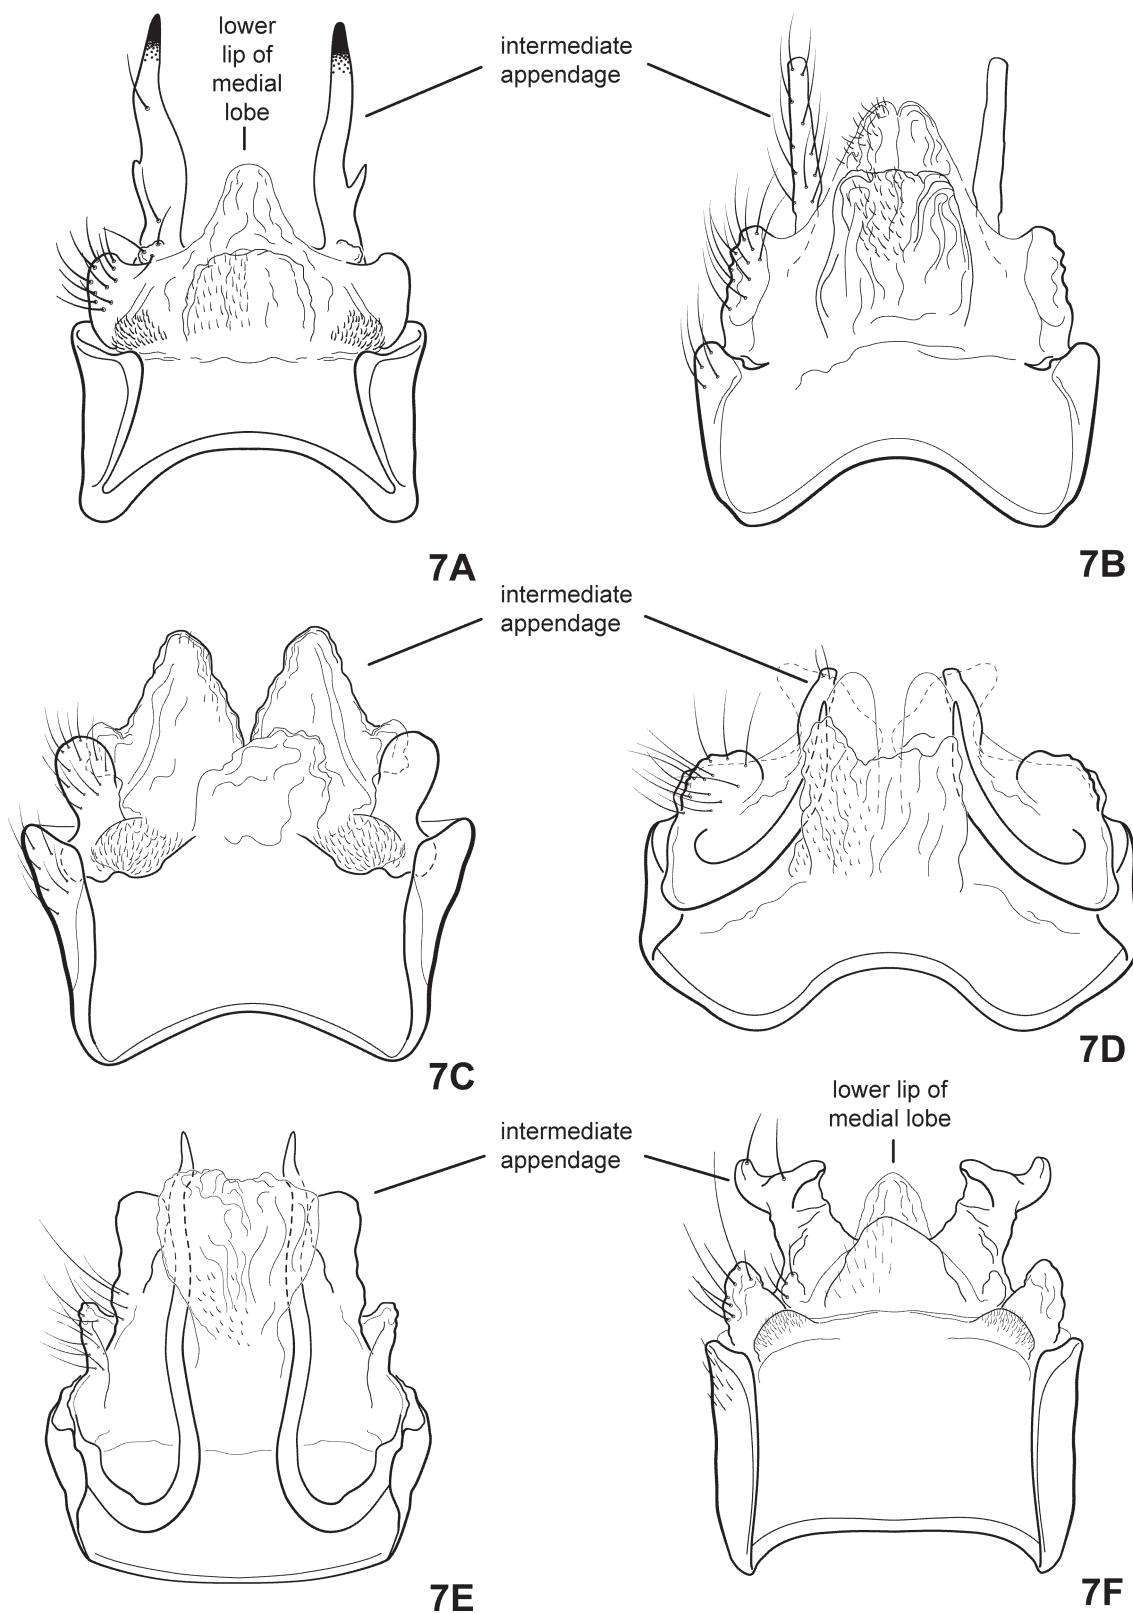 lower
lip of
medial
lobe
intermediate
appendage
7A
7B
intermediate
appendage
7C
7D
lower lip of
medial lobe
intermediate
appendage
7E
7F